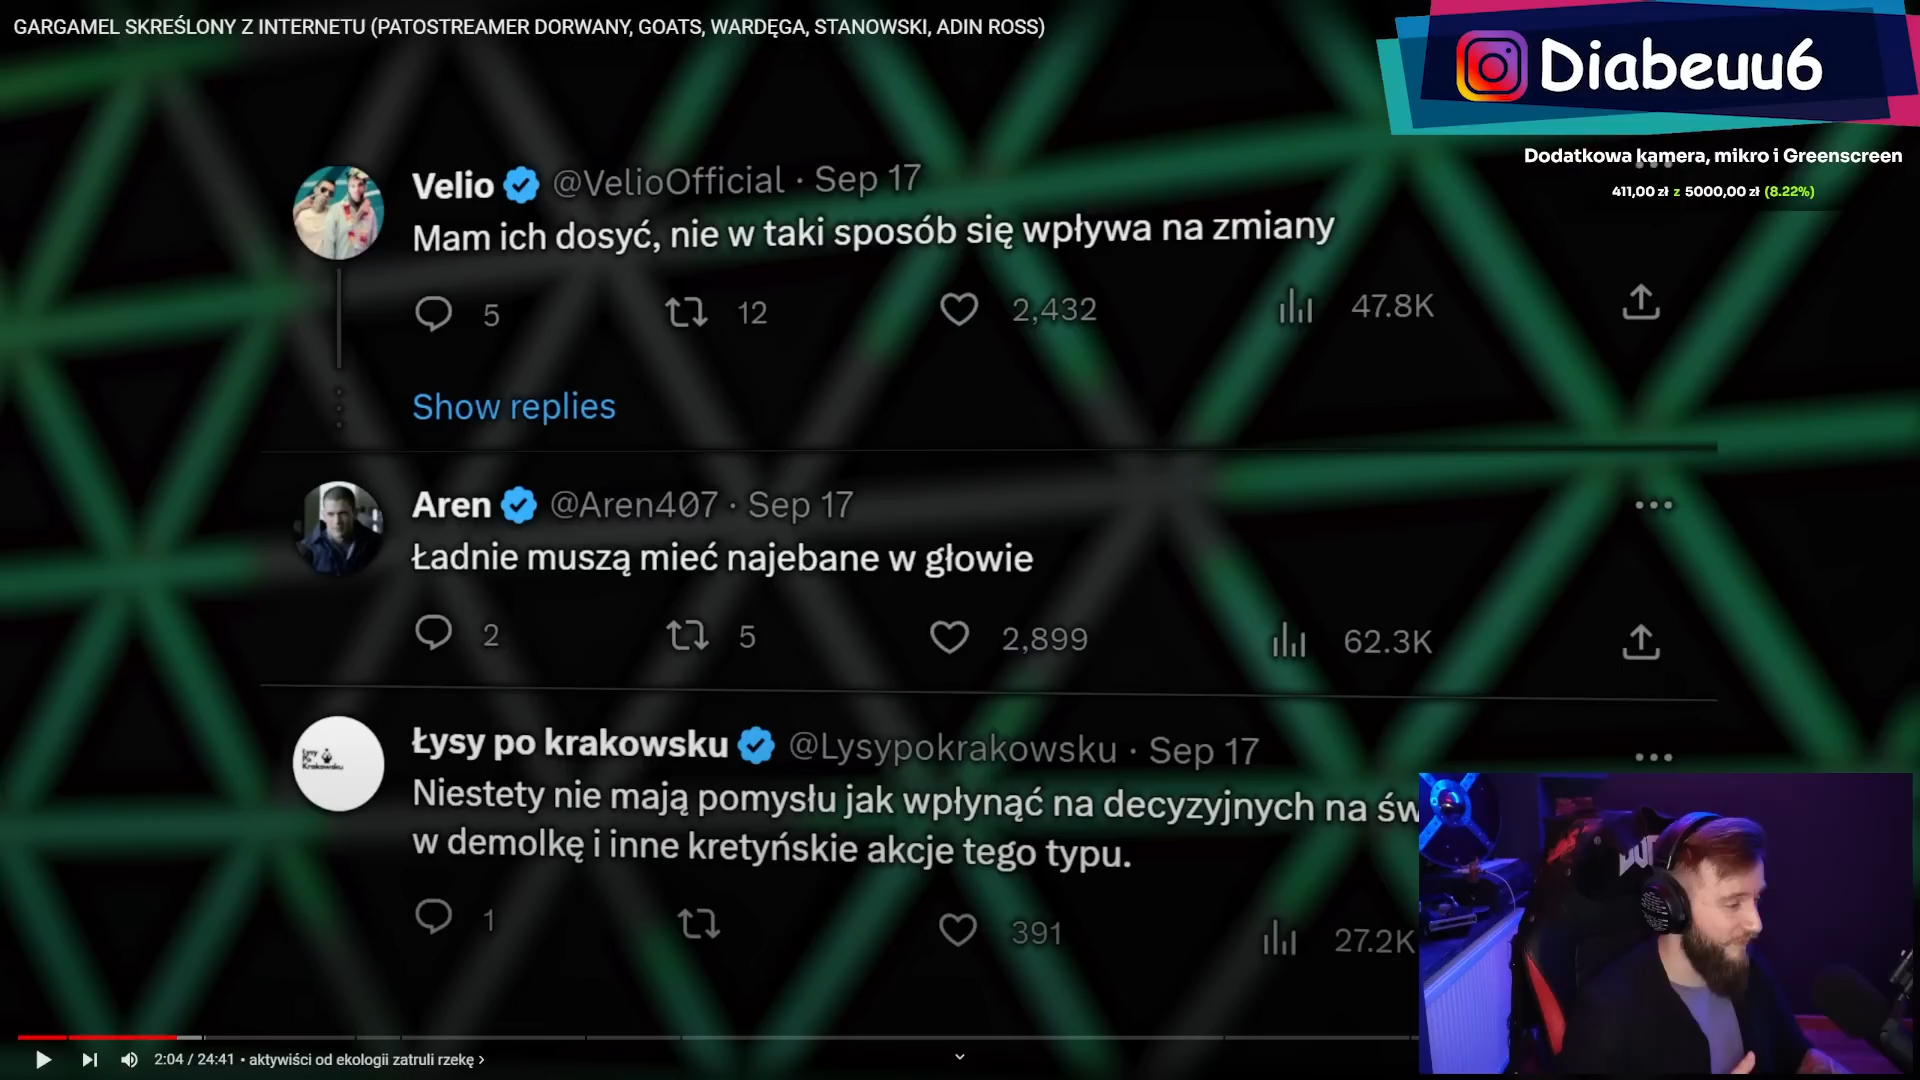 GARGAMEL SKREŚLONY Z INTERNETU (PATOSTREAMER DORWANY, GOATS, WARDĘGA, STANOWSKI, ADIN ROSS)
Diabeuu6
Dodatkowa kamera, mikro i Greenscreen
411,00 zł z 5000,00 zł (8.22%)
Velio @VelioOfficial · Sep 17
Mam ich dosyć, nie w taki sposób się wpływa na zmiany
5 12 2,432 47.8K
Show replies
Aren @Aren407 · Sep 17
Ładnie muszą mieć najebane w głowie
2 5 2,899 62.3K
Łysy po krakowsku @Lysypokrakowsku · Sep 17
Łysy
Po
Krakowsku
Niestety nie mają pomysłu jak wpłynąć na decyzyjnych na św
w demolkę i inne kretyńskie akcje tego typu.
1 391 27.2K
2:04 / 24:41 • aktywiści od ekologii zatruli rzekę ›